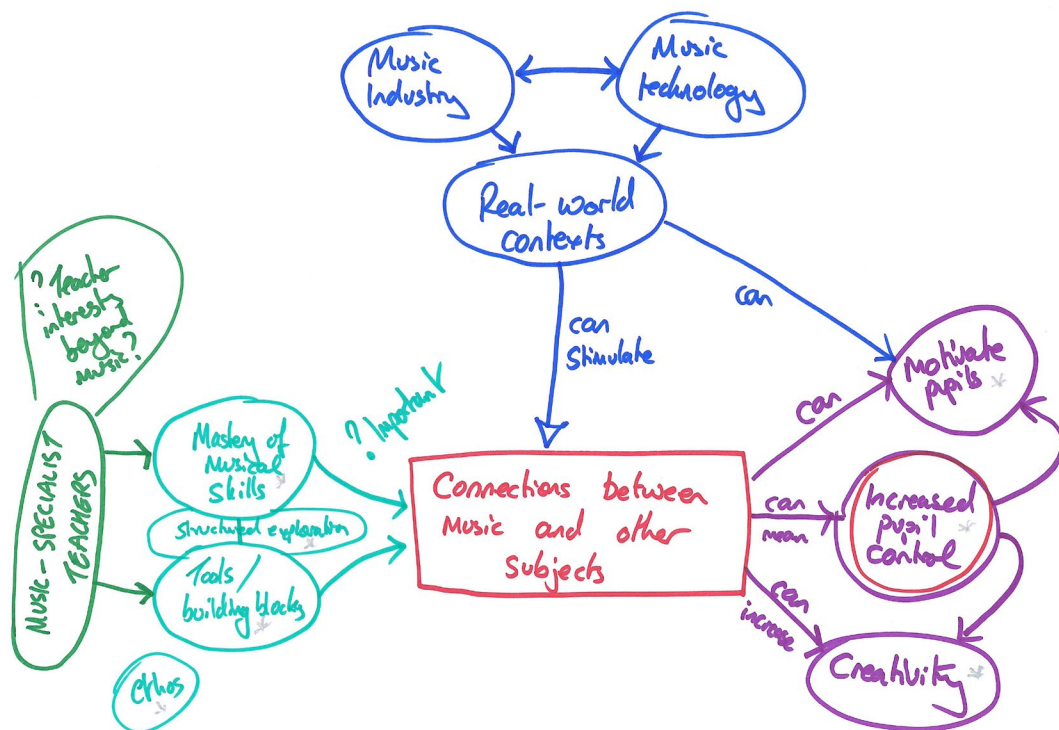 Music
Industry
Music
technology
Real-world
contexts
can
stimulate
can
? Teacher
interests
beyond
music?
MUSIC-SPECIALIST
TEACHERS
Mastery of
Musical
Skills
Structured exploration
Tools/
building blocks
ethos
? Important
Connections between
Music and other
Subjects
can
can
mean
can
increase
motivate
pupils
Increased
pupil
control
Creativity